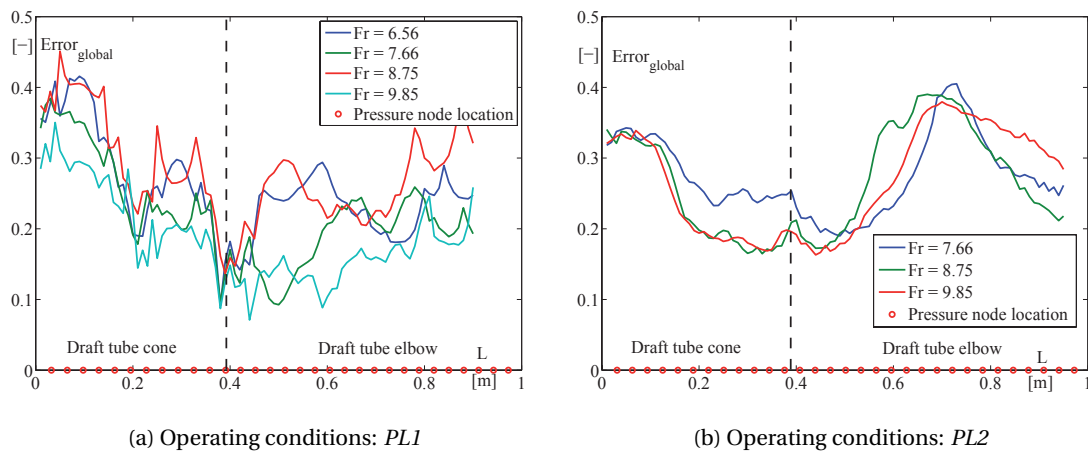 0.5
[−]
Error_global
0.4
0.3
0.2
0.1
0
Fr = 6.56
Fr = 7.66
Fr = 8.75
Fr = 9.85
Pressure node location
Draft tube cone
Draft tube elbow
L
[m]
0 0.2 0.4 0.6 0.8 1
(a) Operating conditions: PL1
0.5
[−]
Error_global
0.4
0.3
0.2
0.1
0
Fr = 7.66
Fr = 8.75
Fr = 9.85
Pressure node location
Draft tube cone
Draft tube elbow
L
[m]
0 0.2 0.4 0.6 0.8 1
(b) Operating conditions: PL2